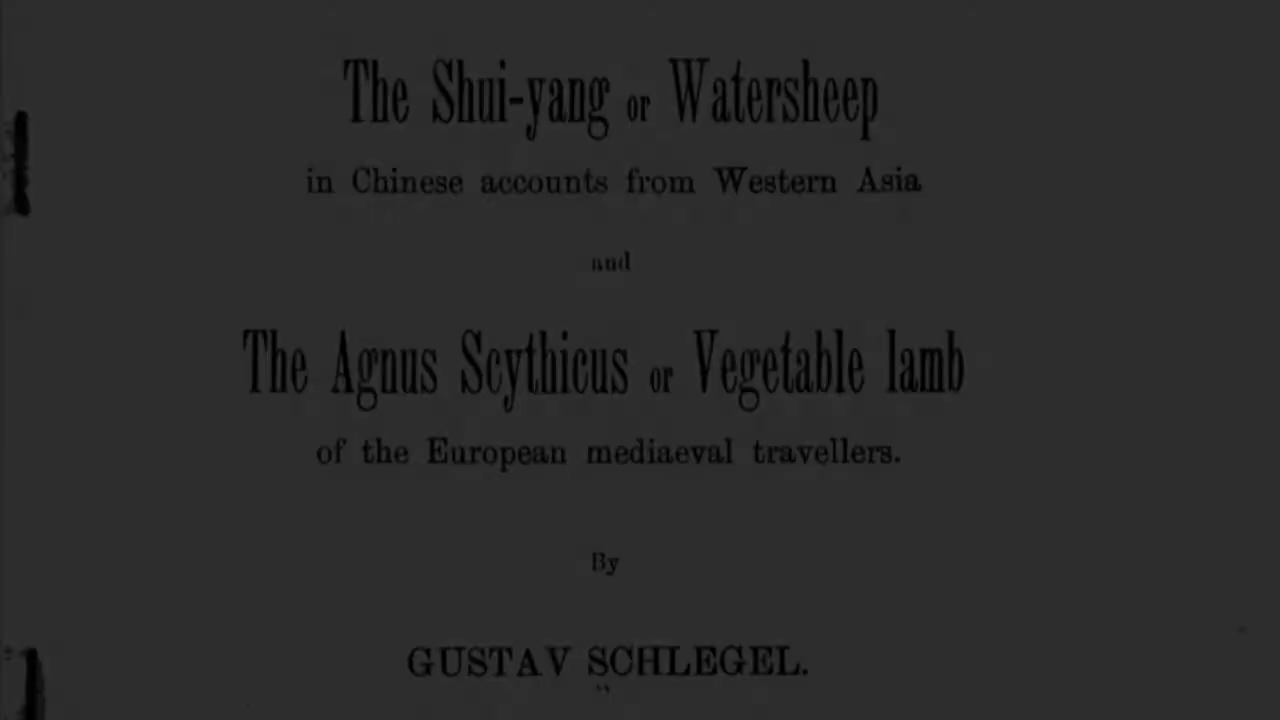 The Shui-yang or Watersheep
in Chinese accounts from Western Asia
and
The Agnus Scythicus or Vegetable lamb
of the European mediaeval travellers.
By
GUSTAV SCHLEGEL.